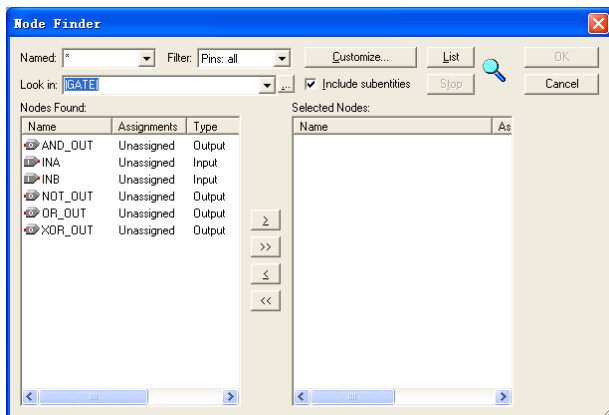 Node Finder
Named: * Filter: Pins: all Customize... List OK
Look in: |GATE| ... Include subentities Stop Cancel
Nodes Found: Selected Nodes:
Name Assignments Type Name As
AND_OUT Unassigned Output
INA Unassigned Input
INB Unassigned Input
NOT_OUT Unassigned Output
OR_OUT Unassigned Output
XOR_OUT Unassigned Output
>
>>
<
<<